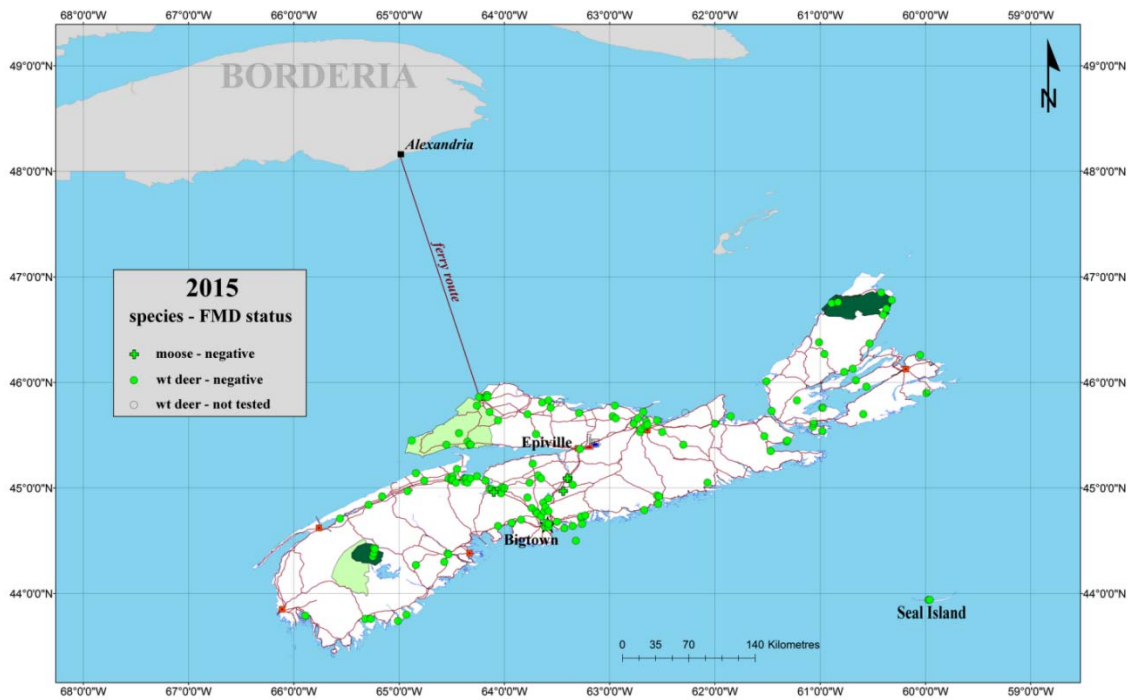 68°0'0"W 67°0'0"W 66°0'0"W 65°0'0"W 64°0'0"W 63°0'0"W 62°0'0"W 61°0'0"W 60°0'0"W 59°0'0"W
49°0'0"N 49°0'0"N
BORDERIA
N
Alexandria
48°0'0"N 48°0'0"N
ferry route
47°0'0"N 47°0'0"N
2015
species - FMD status
moose - negative
wt deer - negative
wt deer - not tested
46°0'0"N 46°0'0"N
Epiville
45°0'0"N 45°0'0"N
Bigtown
44°0'0"N 44°0'0"N
Seal Island
0 35 70 140 Kilometres
68°0'0"W 67°0'0"W 66°0'0"W 65°0'0"W 64°0'0"W 63°0'0"W 62°0'0"W 61°0'0"W 60°0'0"W 59°0'0"W